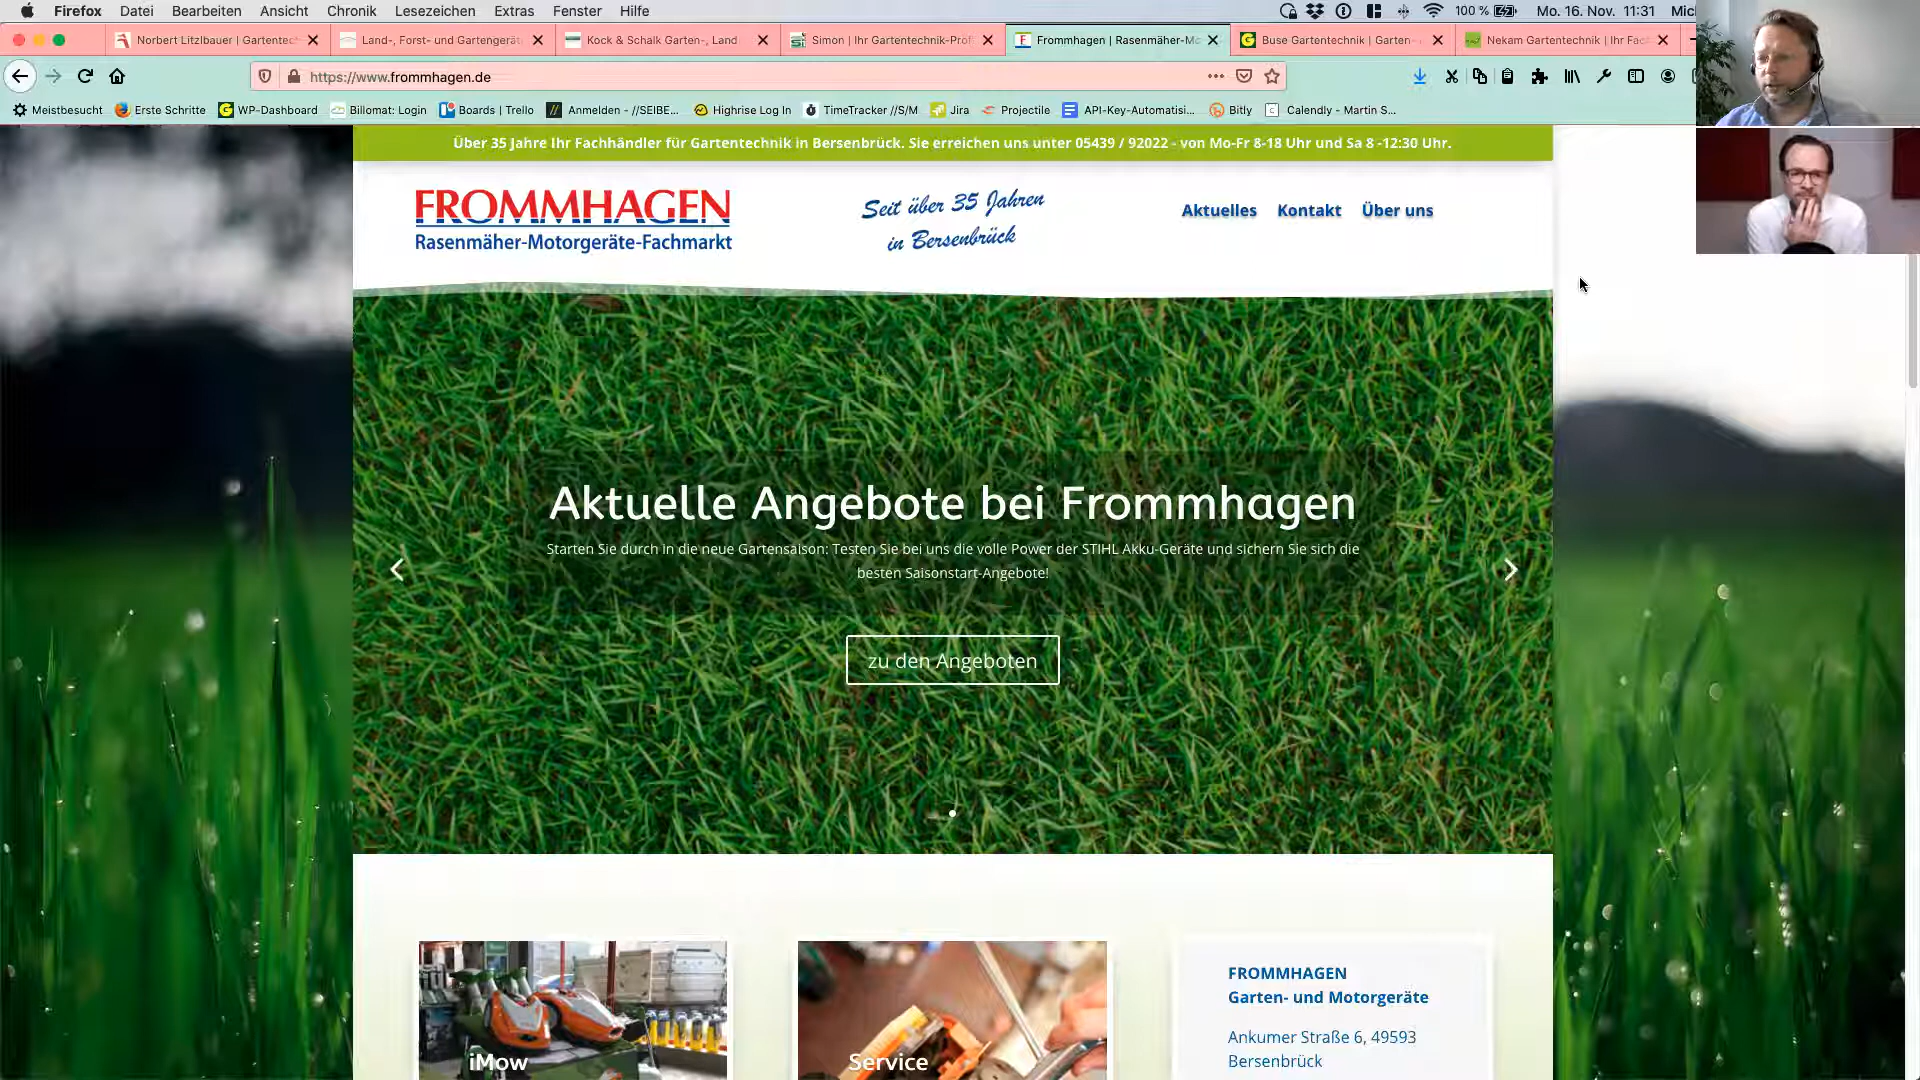 Firefox Datei Bearbeiten Ansicht Chronik Lesezeichen Extras Fenster Hilfe 100 % Mo. 16. Nov. 11:31
Norbert Litzlbauer | Gartentec Land-, Forst- und Gartengerät Kock & Schalk Garten-, Land Simon | Ihr Gartentechnik-Prof Frommhagen | Rasenmäher-Mo Buse Gartentechnik | Garten- Nekam Gartentechnik | Ihr Fac
https://www.frommhagen.de
Meistbesucht Erste Schritte WP-Dashboard Billomat: Login Boards | Trello Anmelden - //SEIBE... Highrise Log In TimeTracker //S/M Jira Projectile API-Key-Automatisi... Bitly Calendly - Martin S...
Über 35 Jahre Ihr Fachhändler für Gartentechnik in Bersenbrück. Sie erreichen uns unter 05439 / 92022 - von Mo-Fr 8-18 Uhr und Sa 8 -12:30 Uhr.
FROMMHAGEN
Rasenmäher-Motorgeräte-Fachmarkt
Seit über 35 Jahren
in Bersenbrück
Aktuelles Kontakt Über uns
Aktuelle Angebote bei Frommhagen
Starten Sie durch in die neue Gartensaison: Testen Sie bei uns die volle Power der STIHL Akku-Geräte und sichern Sie sich die
besten Saisonstart-Angebote!
zu den Angeboten
iMow
Service
FROMMHAGEN
Garten- und Motorgeräte
Ankumer Straße 6, 49593
Bersenbrück